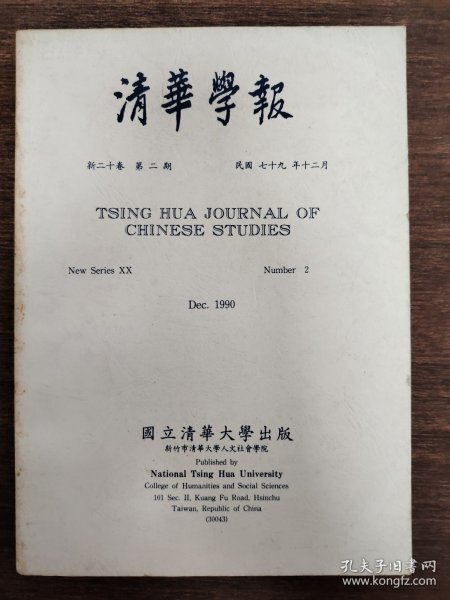 清華學報
新二十卷 第二期 民國 七十九 年十二月
TSING HUA JOURNAL OF
CHINESE STUDIES
New Series XX Number 2
Dec. 1990
國立清華大學出版
新竹市清華大學人文社會學院
Published by
National Tsing Hua University
College of Humanities and Social Sciences
101 Sec. II, Kuang Fu Road, Hsinchu
Taiwan, Republic of China
(30043)
孔夫子旧书网
www.kongfz.com